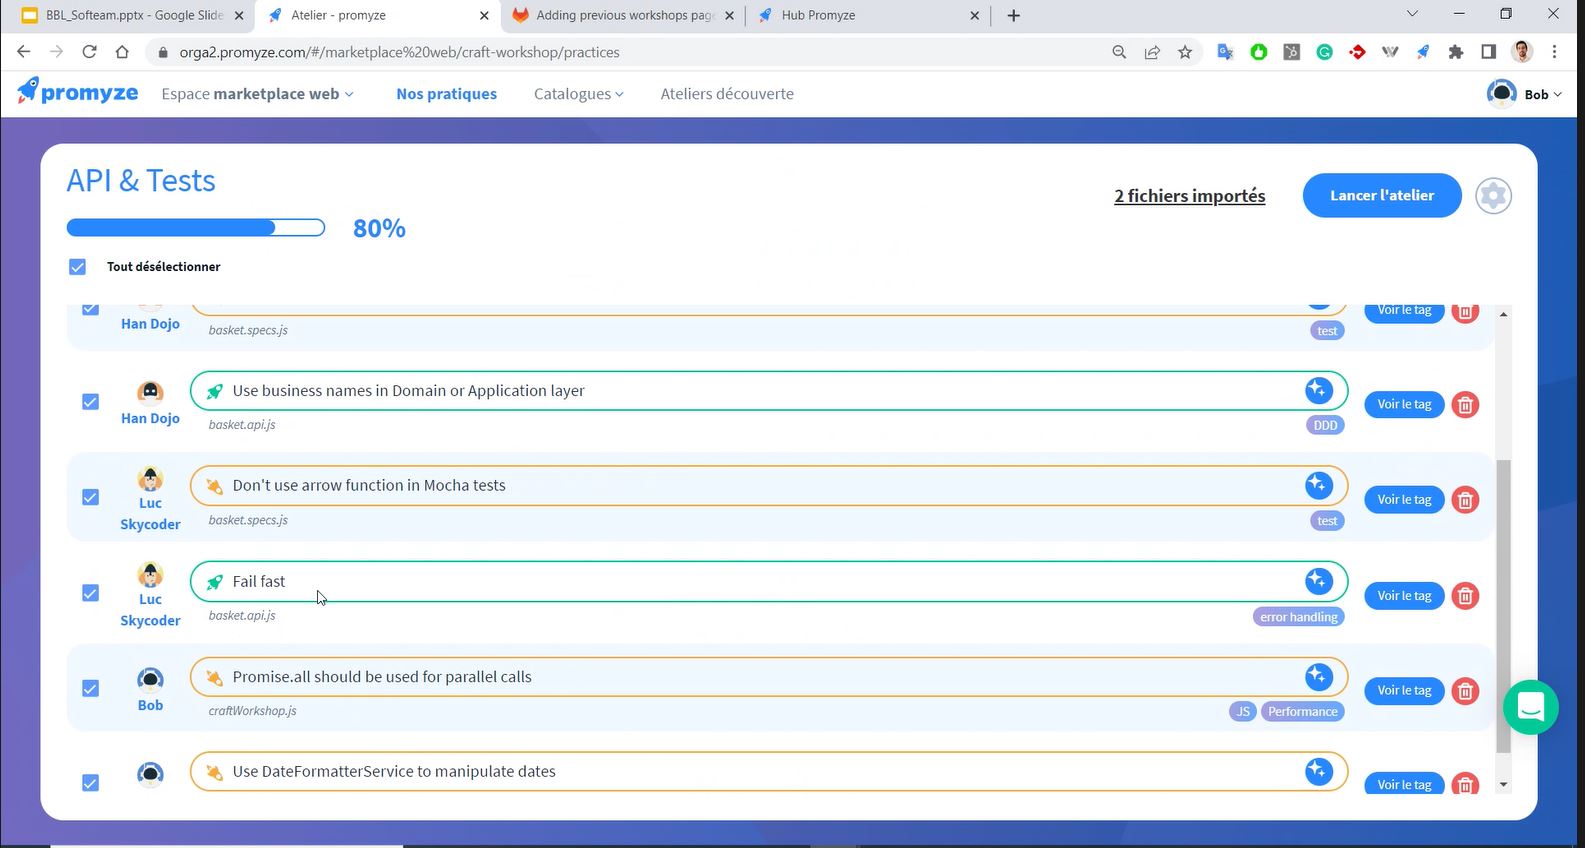 BBL_Softeam.pptx - Google Slide
Atelier - promyze
Adding previous workshops page
Hub Promyze
orga2.promyze.com/#/marketplace%20web/craft-workshop/practices
promyze
Espace marketplace web
Nos pratiques
Catalogues
Ateliers découverte
Bob
API & Tests
2 fichiers importés
Lancer l'atelier
80%
Tout désélectionner
Han Dojo
basket.specs.js
test
Voir le tag
Use business names in Domain or Application layer
Han Dojo
basket.api.js
DDD
Voir le tag
Don't use arrow function in Mocha tests
Luc
Skycoder
basket.specs.js
test
Voir le tag
Fail fast
Luc
Skycoder
basket.api.js
error handling
Voir le tag
Promise.all should be used for parallel calls
Bob
craftWorkshop.js
JS
Performance
Voir le tag
Use DateFormatterService to manipulate dates
Voir le tag